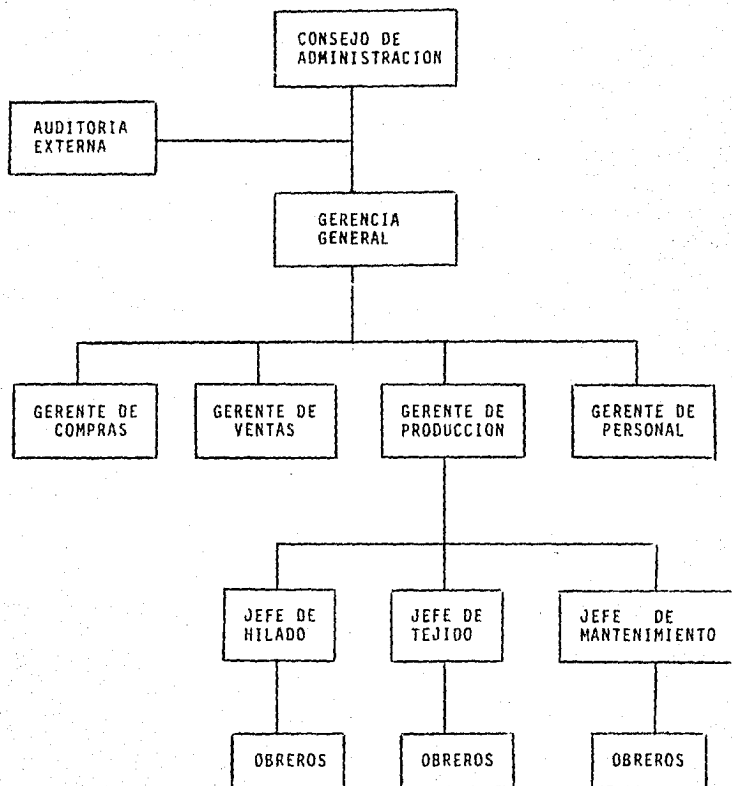 CONSEJO DE
ADMINISTRACION
AUDITORIA
EXTERNA
GERENCIA
GENERAL
GERENTE DE
COMPRAS
GERENTE DE
VENTAS
GERENTE DE
PRODUCCION
GERENTE DE
PERSONAL
JEFE DE
HILADO
JEFE DE
TEJIDO
JEFE DE
MANTENIMIENTO
OBREROS
OBREROS
OBREROS